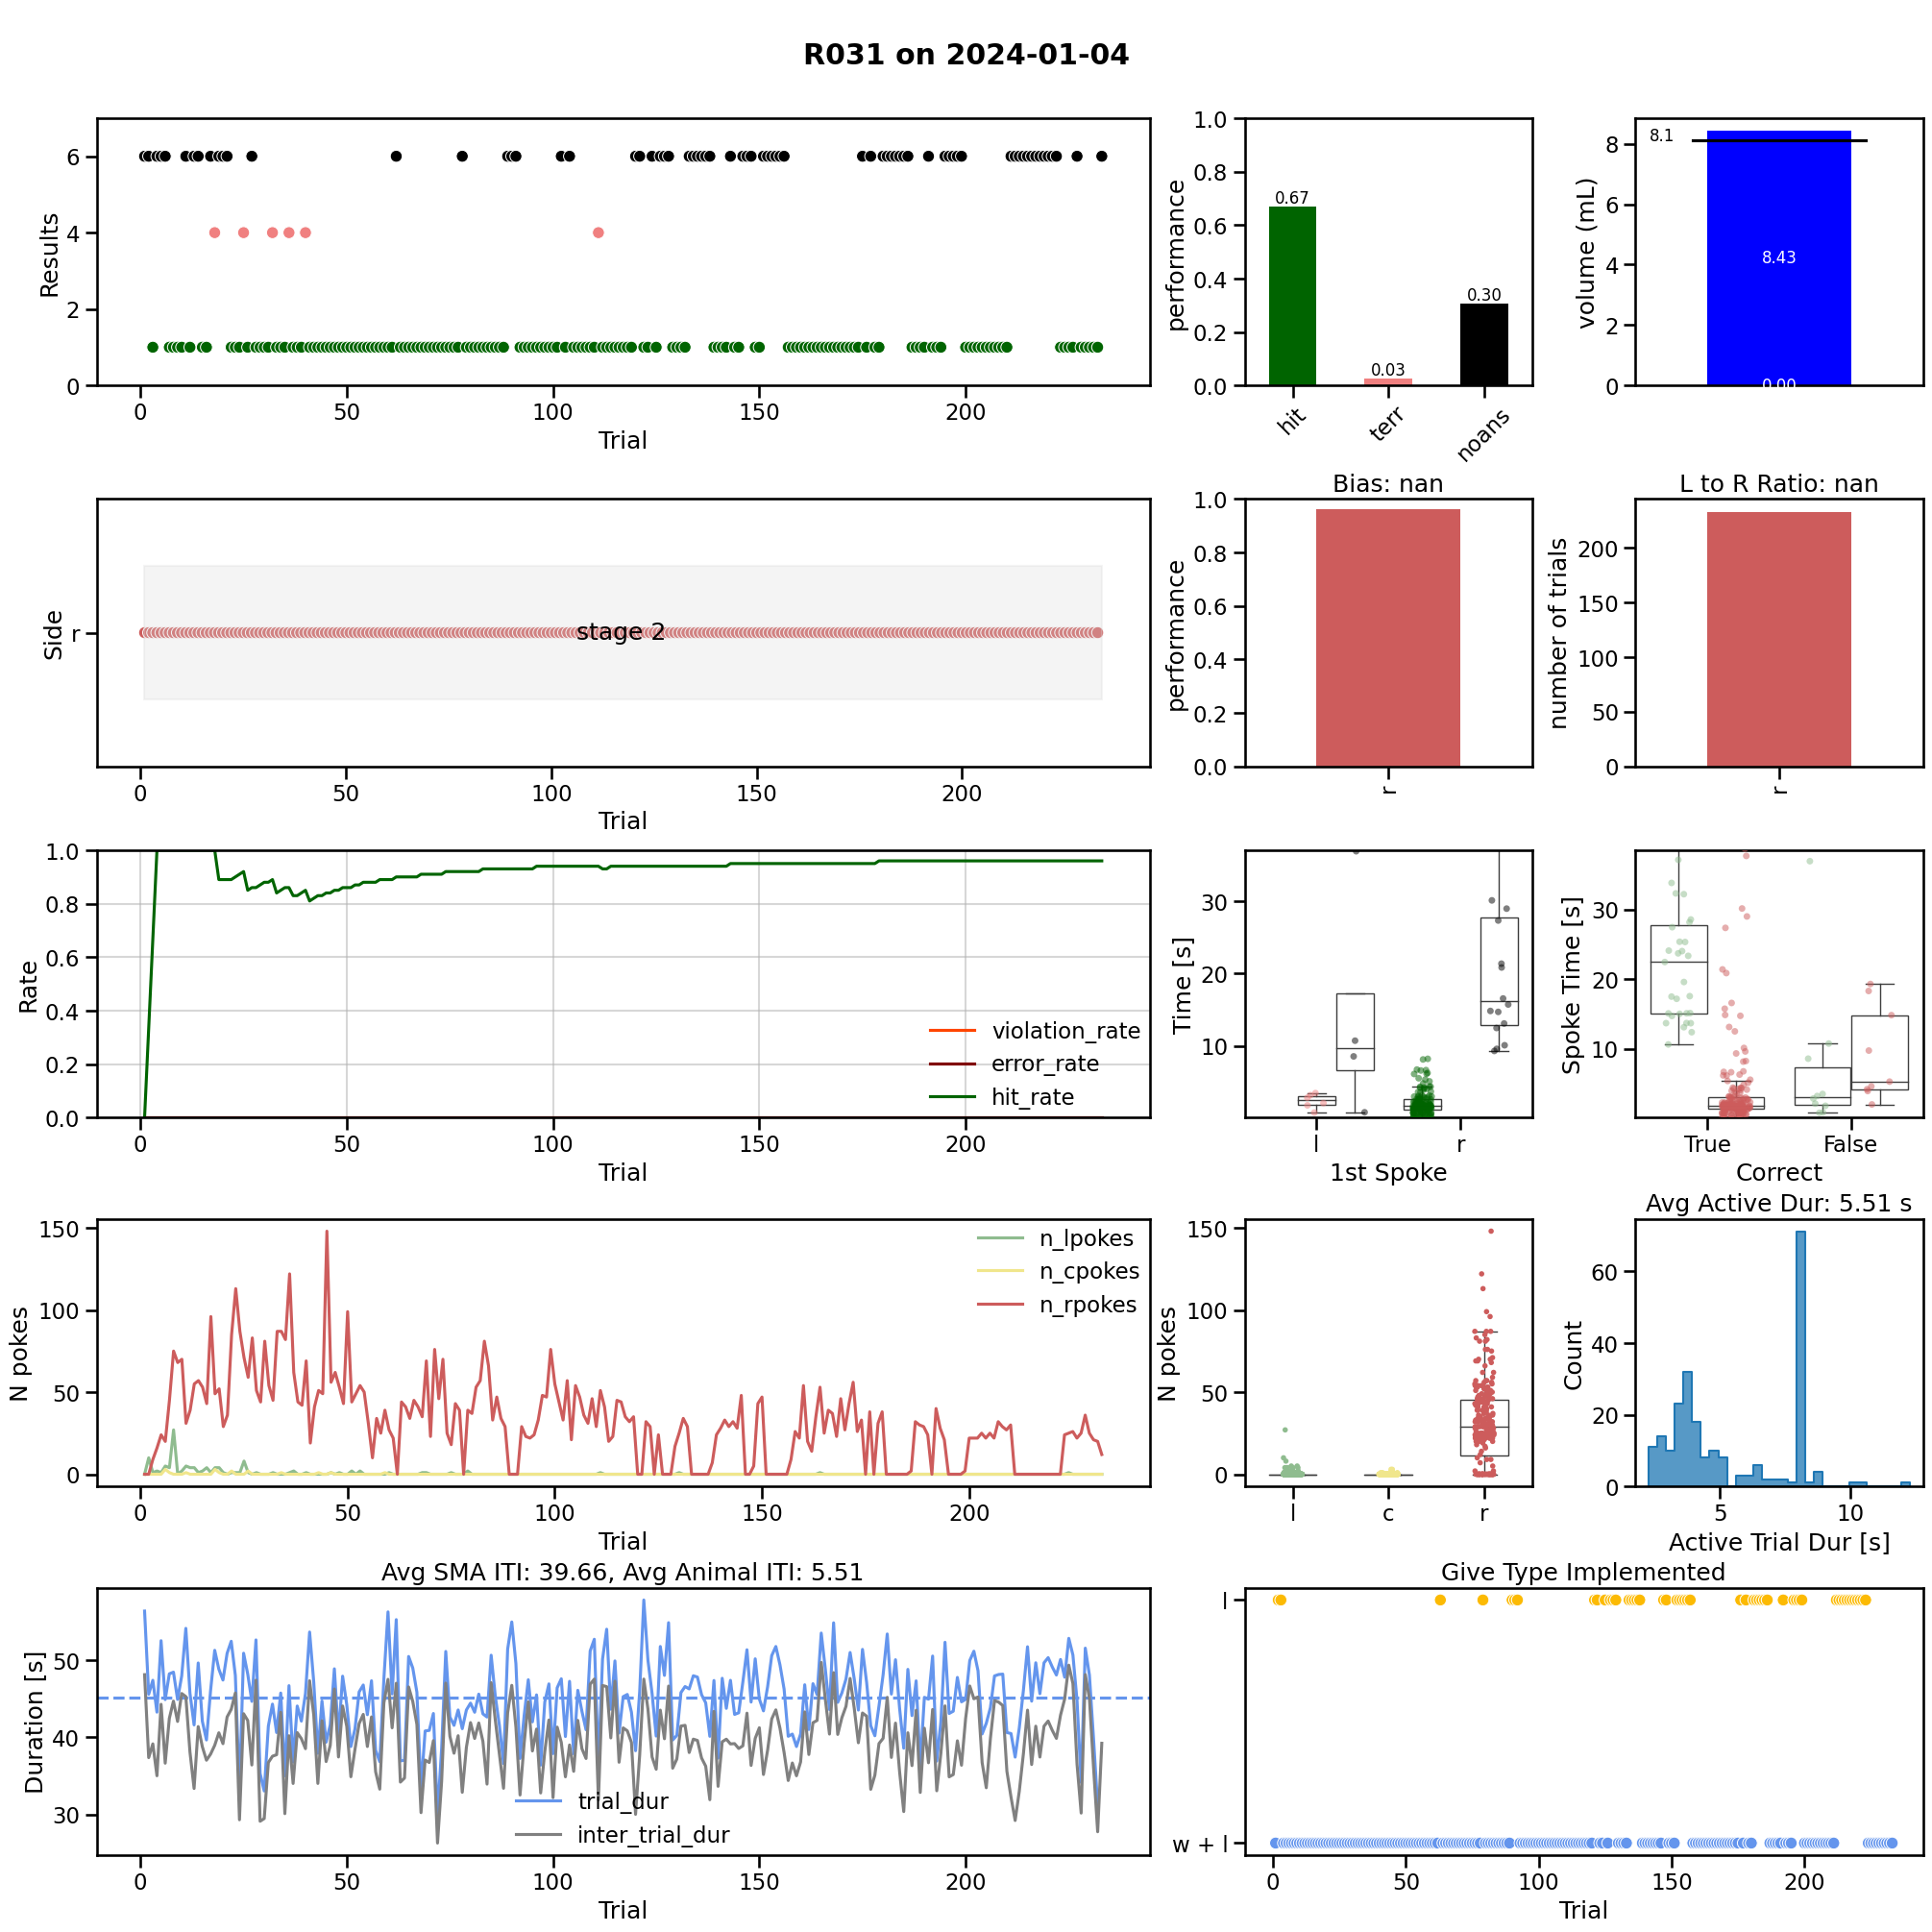 R031 on 2024-01-04
Results
6
4
2
0
0 50 100 150 200
Trial
performance
1.0
0.8
0.6
0.4
0.2
0.0
0.67
0.03
0.30
hit terr noans
volume (mL)
8
6
4
2
0
8.1
8.43
0.00
Side
r
stage 2
0 50 100 150 200
Trial
Bias: nan
performance
1.0
0.8
0.6
0.4
0.2
0.0
r
L to R Ratio: nan
number of trials
200
150
100
50
0
r
Rate
1.0
0.8
0.6
0.4
0.2
0.0
violation_rate
error_rate
hit_rate
0 50 100 150 200
Trial
Time [s]
30
20
10
l r
1st Spoke
Spoke Time [s]
30
20
10
True False
Correct
N pokes
150
100
50
0
n_lpokes
n_cpokes
n_rpokes
0 50 100 150 200
Trial
N pokes
150
100
50
0
l c r
Avg Active Dur: 5.51 s
Count
60
40
20
0
5 10
Active Trial Dur [s]
Avg SMA ITI: 39.66, Avg Animal ITI: 5.51
Duration [s]
50
40
30
trial_dur
inter_trial_dur
0 50 100 150 200
Trial
Give Type Implemented
l
w + l
0 50 100 150 200
Trial